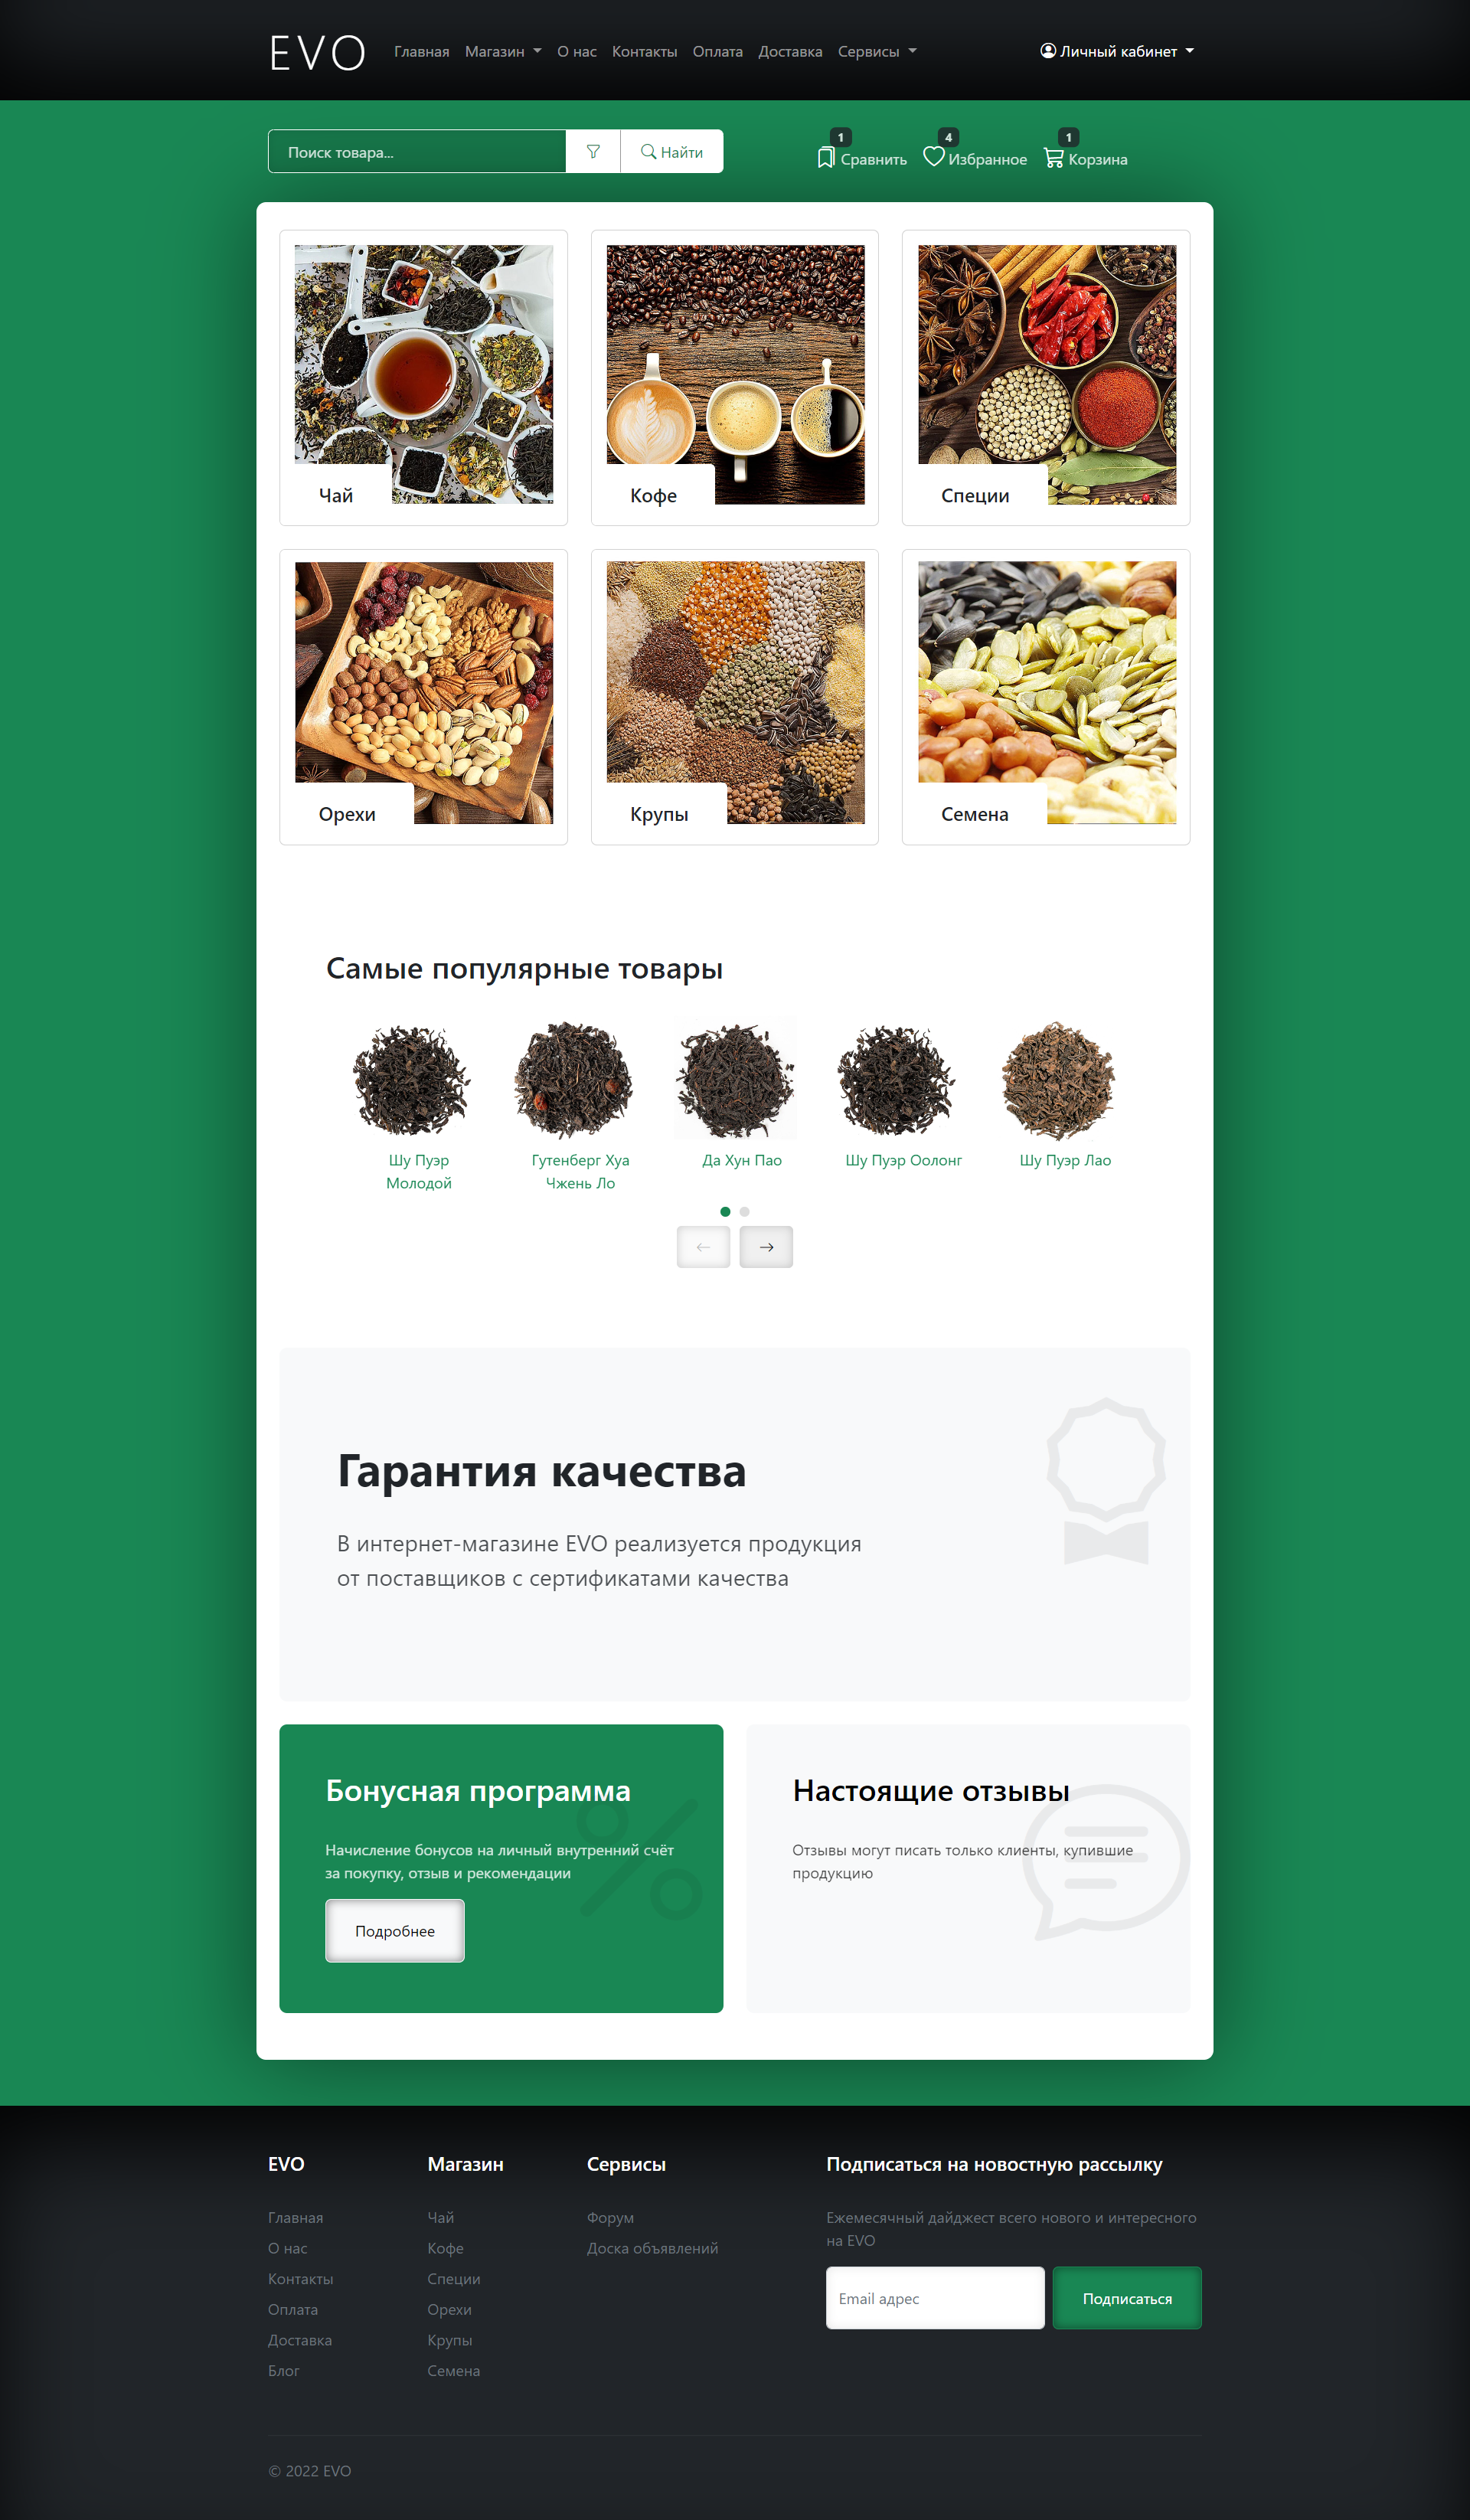 EVO
Главная Магазин О нас Контакты Оплата Доставка Сервисы Личный кабинет
Поиск товара... Найти
1 Сравнить 4 Избранное 1 Корзина
Чай
Кофе
Специи
Орехи
Крупы
Семена
Самые популярные товары
Шу Пуэр
Молодой
Гутенберг Хуа
Чжень Ло
Да Хун Пао
Шу Пуэр Оолонг
Шу Пуэр Лао
Гарантия качества
В интернет-магазине EVO реализуется продукция
от поставщиков с сертификатами качества
Бонусная программа
Начисление бонусов на личный внутренний счёт
за покупку, отзыв и рекомендации
Подробнее
Настоящие отзывы
Отзывы могут писать только клиенты, купившие
продукцию
EVO
Главная
О нас
Контакты
Оплата
Доставка
Блог
Магазин
Чай
Кофе
Специи
Орехи
Крупы
Семена
Сервисы
Форум
Доска объявлений
Подписаться на новостную рассылку
Ежемесячный дайджест всего нового и интересного
на EVO
Email адрес
Подписаться
© 2022 EVO